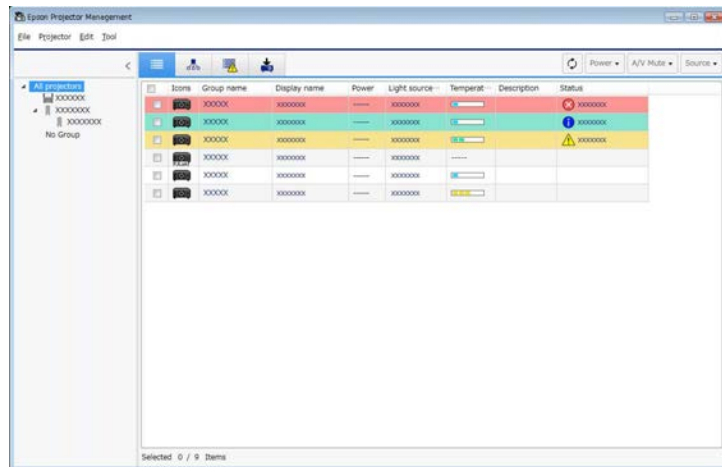 Epson Projector Management
File Projector Edit Tool
Power A/V Mute Source
All projectors
XXXXXX
XXXXXXX
XXXXXXX
No Group
Icons Group name Display name Power Light source··· Temperat··· Description Status
XXXXX XXXXXXX ----- XXXXXXX XXXXXXX
XXXXX XXXXXXX ----- XXXXXXX XXXXXXX
XXXXX XXXXXXX ----- XXXXXXX XXXXXXX
XXXXX XXXXXXX ----- XXXXXXX -----
XXXXX XXXXXXX ----- XXXXXXX
XXXXX XXXXXXX ----- XXXXXXX
Selected 0 / 9 Items